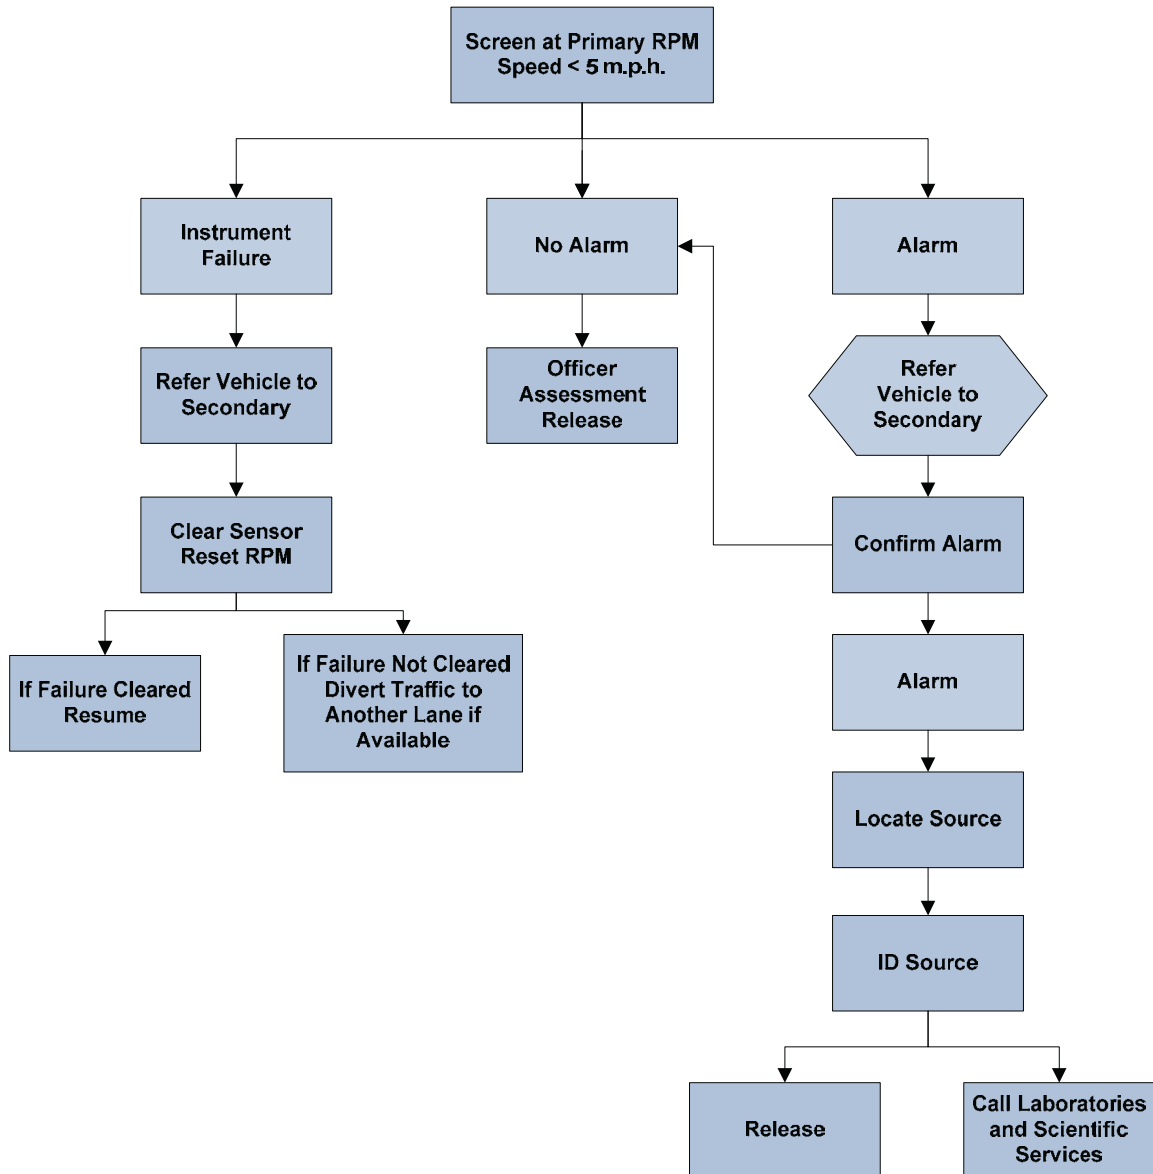 Screen at Primary RPM
Speed < 5 m.p.h.
Instrument
Failure
No Alarm
Alarm
Refer Vehicle to
Secondary
Officer
Assessment
Release
Refer
Vehicle to
Secondary
Clear Sensor
Reset RPM
Confirm Alarm
If Failure Cleared
Resume
If Failure Not Cleared
Divert Traffic to
Another Lane if
Available
Alarm
Locate Source
ID Source
Release
Call Laboratories
and Scientific
Services